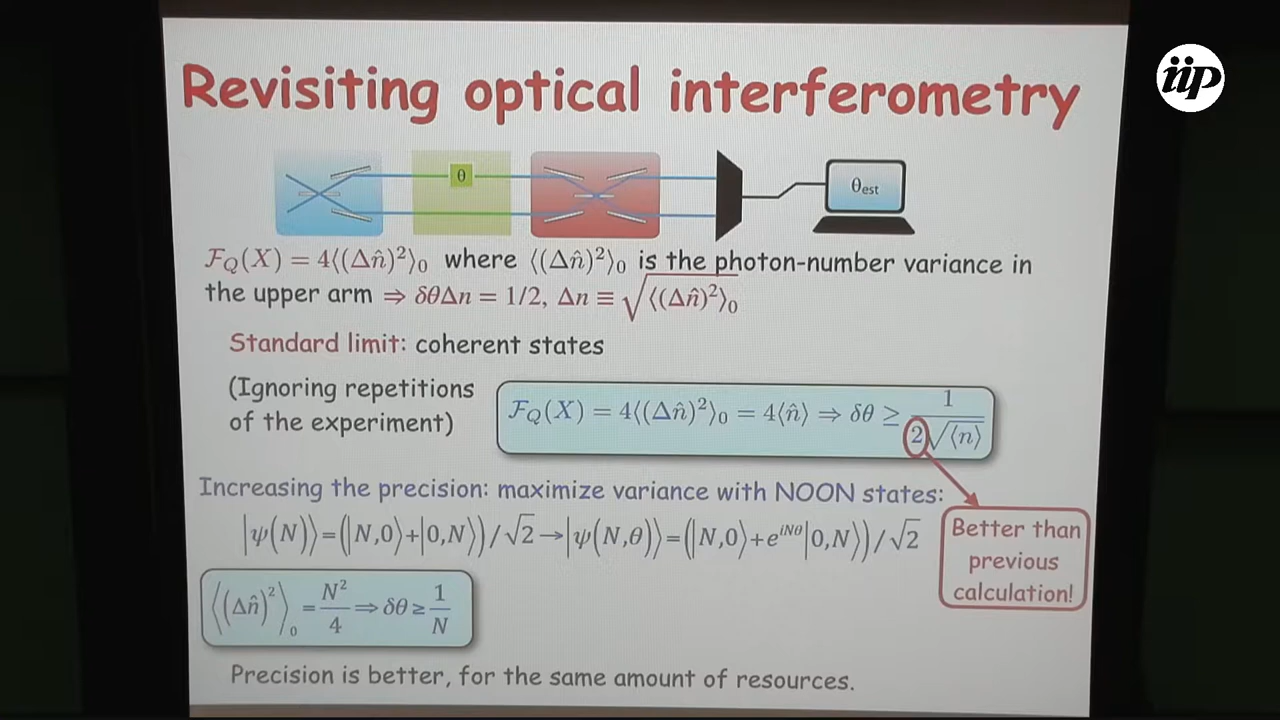 iip
Revisiting optical interferometry
θ
θest
ℱ_Q(X) = 4⟨(Δn̂)²⟩₀ where ⟨(Δn̂)²⟩₀ is the photon-number variance in
the upper arm ⇒ δθΔn = 1/2, Δn ≡ √⟨(Δn̂)²⟩₀
Standard limit: coherent states
(Ignoring repetitions
of the experiment)
ℱ_Q(X) = 4⟨(Δn̂)²⟩₀ = 4⟨n̂⟩ ⇒ δθ ≥ 1/(2√⟨n⟩)
Increasing the precision: maximize variance with NOON states:
|ψ(N)⟩=(|N,0⟩+|0,N⟩)/√2→|ψ(N,θ)⟩=(|N,0⟩+e^{iNθ}|0,N⟩)/√2
Better than
previous
calculation!
⟨(Δn̂)²⟩₀ = N²/4 ⇒ δθ ≥ 1/N
Precision is better, for the same amount of resources.